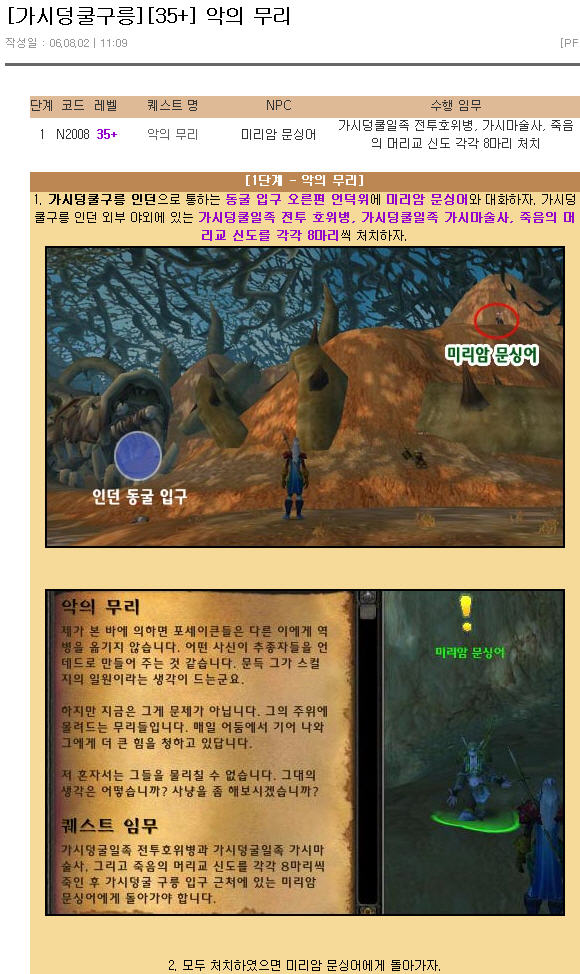 [가시덩쿨구릉][35+] 악의 무리
작성일 : 06,08,02 | 11:09
[PF
단계 코드 레벨 퀘스트 명 NPC 수행 임무
1 N2008 35+ 악의 무리 미리암 문싱어 가시덩쿨일족 전투호위병, 가시마술사, 죽음
의 머리교 신도 각각 8마리 처치
[1단계 - 악의 무리]
1. 가시덩쿨구릉 인던으로 통하는 동굴 입구 오른편 언덕위에 미리암 문싱어와 대화하자. 가시덩
쿨구릉 인던 외부 야외에 있는 가시덩쿨일족 전투 호위병, 가시덩쿨일족 가시마술사, 죽음의 머
리교 신도를 각각 8마리씩 처치하자.
미리암 문싱어
인던 동굴 입구
악의 무리
제가 본 바에 의하면 포세이큰들은 다른 이에게 역
병을 옮기지 않습니다. 어떤 사신이 추종자들을 언
데드로 만들어 주는 것 같습니다. 문득 그가 스컬
지의 일원이라는 생각이 드는군요.
하지만 지금은 그게 문제가 아닙니다. 그의 주위에
몰려드는 무리들입니다. 매일 어둠에서 기어 나와
그에게 더 큰 힘을 청하고 있답니다.
저 혼자서는 그들을 물리칠 수 없습니다. 그대의
생각은 어떻습니까? 사냥을 좀 해보시겠습니까?
퀘스트 임무
가시덩굴일족 전투호위병과 가시덩굴일족 가시마
술사, 그리고 죽음의 머리교 신도를 각각 8마리씩
죽인 후 가시덩굴 구릉 입구 근처에 있는 미리암
문싱어에게 돌아가야 합니다.
미리암 문싱어
2. 모두 처치하였으면 미리암 문싱어에게 돌아가자.